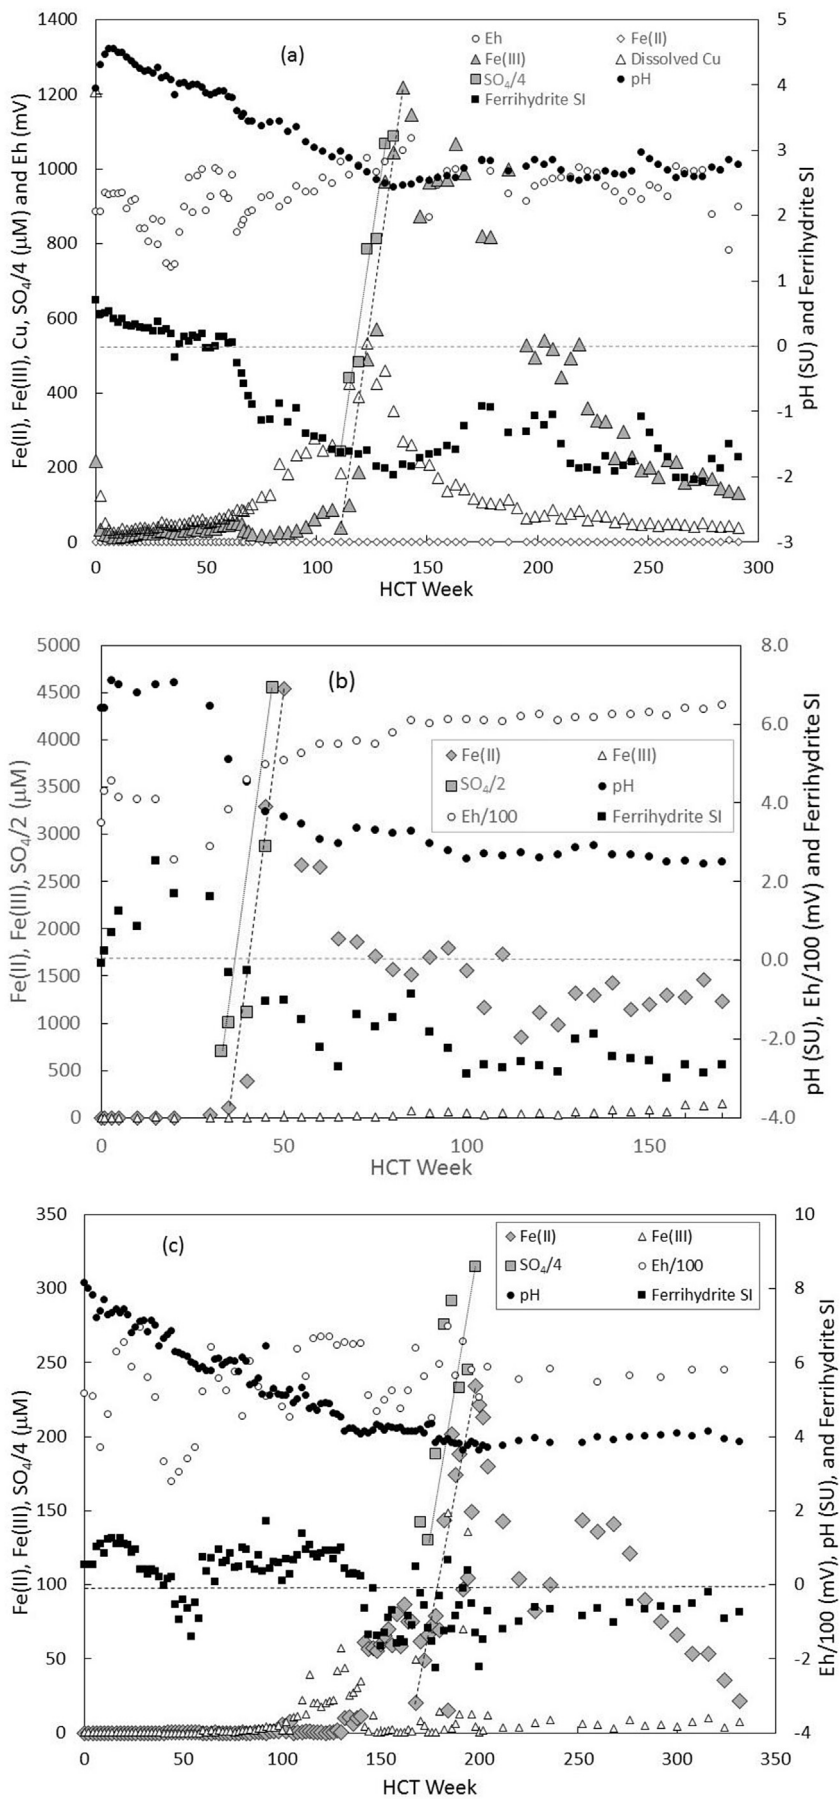 (a)
Eh
Fe(II)
Fe(III)
Dissolved Cu
SO₄/4
pH
Ferrihydrite SI
1400
1200
1000
800
600
400
200
0
5
4
3
2
1
0
-1
-2
-3
0
50
100
150
200
250
300
HCT Week
Fe(II), Fe(III), Cu, SO₄/4 (µM) and Eh (mV)
pH (SU) and Ferrihydrite SI
(b)
Fe(II)
Fe(III)
SO₄/2
pH
Eh/100
Ferrihydrite SI
5000
4500
4000
3500
3000
2500
2000
1500
1000
500
0
8.0
6.0
4.0
2.0
0.0
-2.0
-4.0
0
50
100
150
HCT Week
Fe(II), Fe(III), SO₄/2 (µM)
pH (SU), Eh/100 (mV) and Ferrihydrite SI
(c)
Fe(II)
Fe(III)
SO₄/4
Eh/100
pH
Ferrihydrite SI
350
300
250
200
150
100
50
0
10
8
6
4
2
0
-2
-4
0
50
100
150
200
250
300
350
HCT Week
Fe(II), Fe(III), SO₄/4 (µM)
Eh/100 (mV), pH (SU), and Ferrihydrite SI